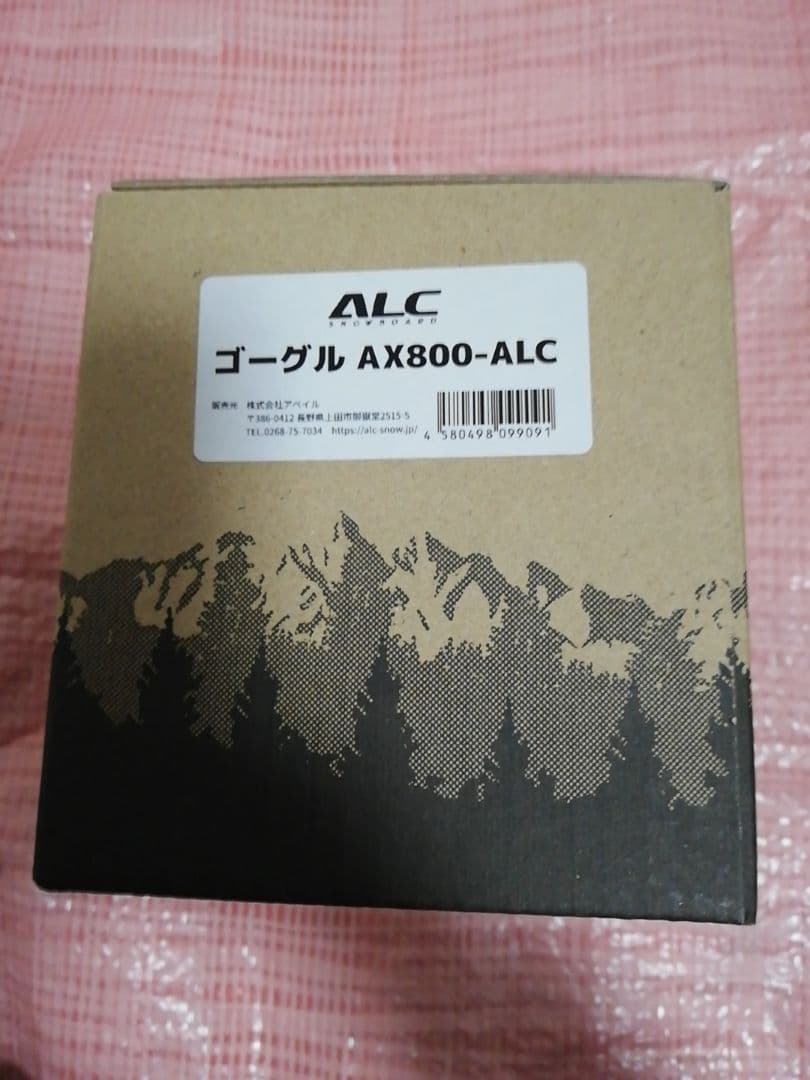 ALC
SNOWBOARD
ゴーグル AX800-ALC
販売元 株式会社アベイル
〒386-0412 長野県上田市御嶽堂2515-5
TEL.0268-75-7034 https://alc-snow.jp/
4 580498 099091